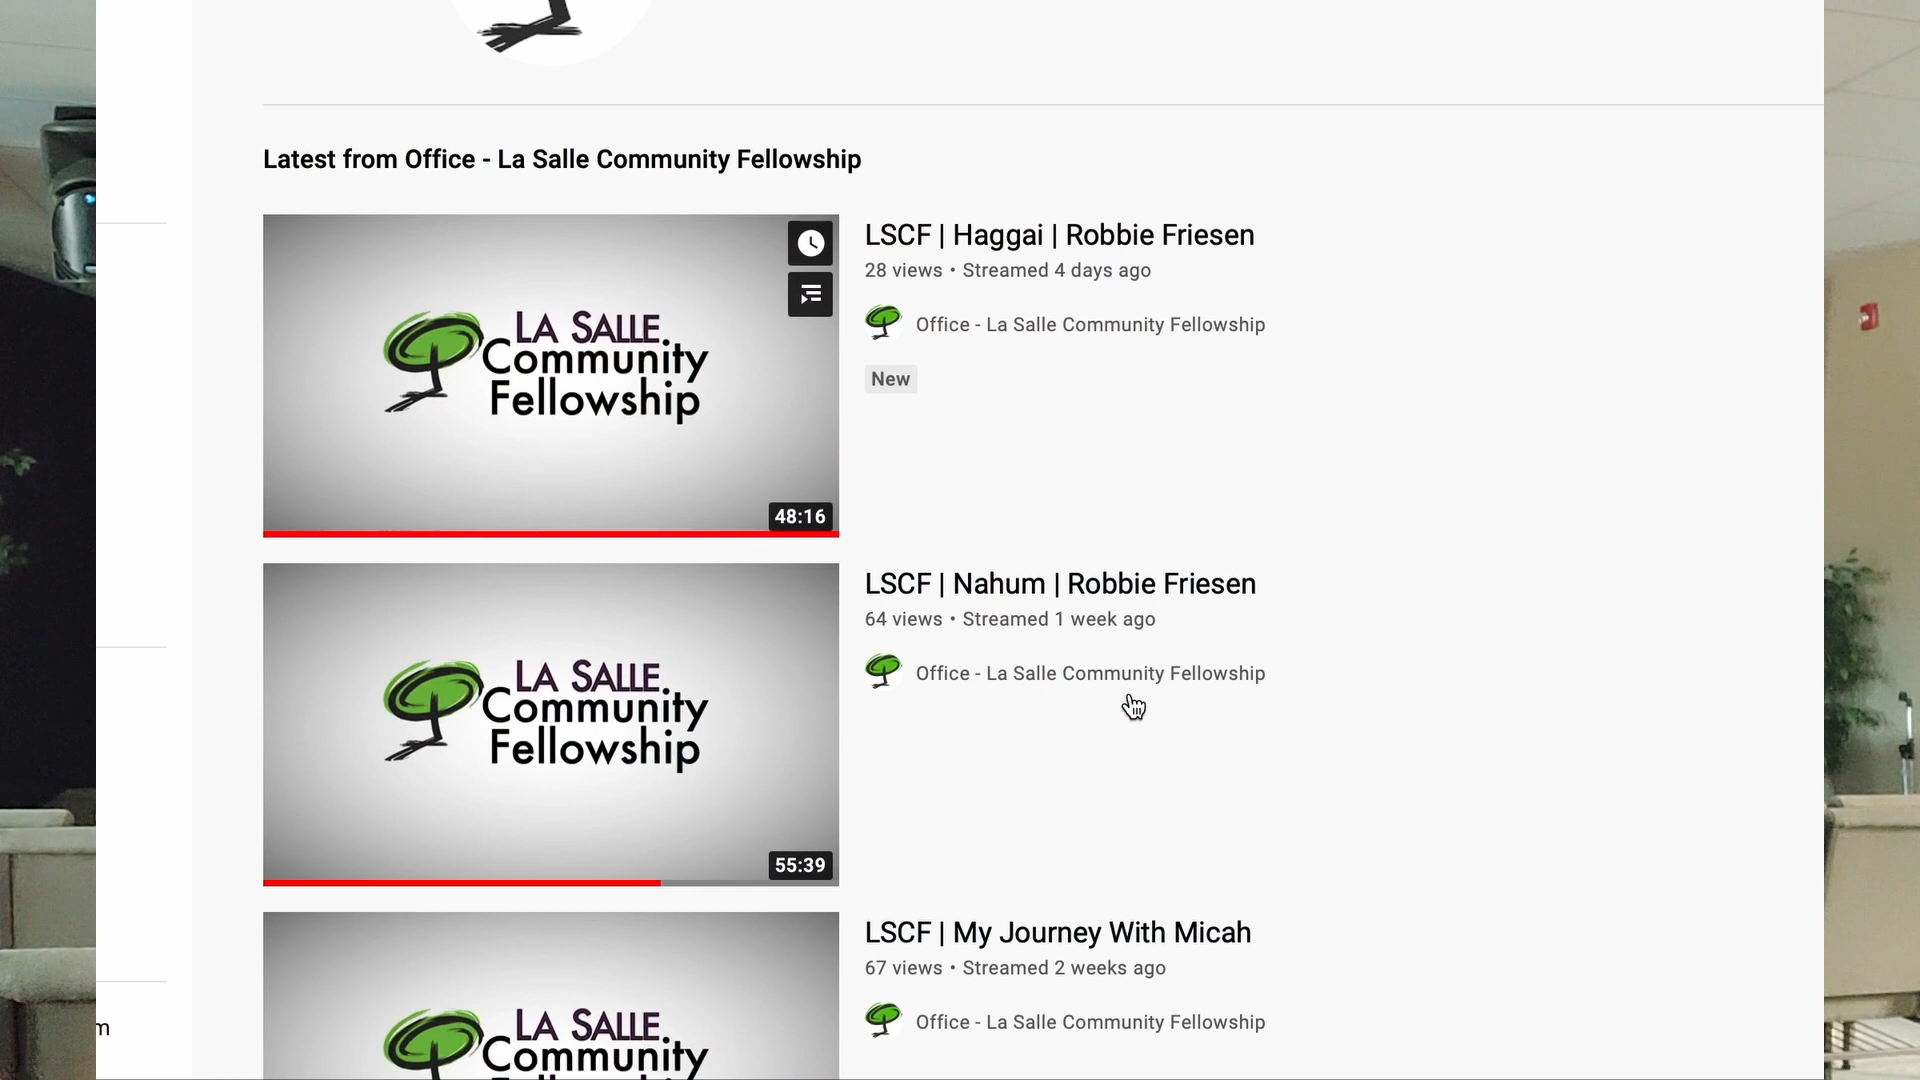 Latest from Office - La Salle Community Fellowship
LA SALLE
Community
Fellowship
48:16
LSCF | Haggai | Robbie Friesen
28 views • Streamed 4 days ago
Office - La Salle Community Fellowship
New
LA SALLE
Community
Fellowship
55:39
LSCF | Nahum | Robbie Friesen
64 views • Streamed 1 week ago
Office - La Salle Community Fellowship
LA SALLE
Community
LSCF | My Journey With Micah
67 views • Streamed 2 weeks ago
Office - La Salle Community Fellowship
m